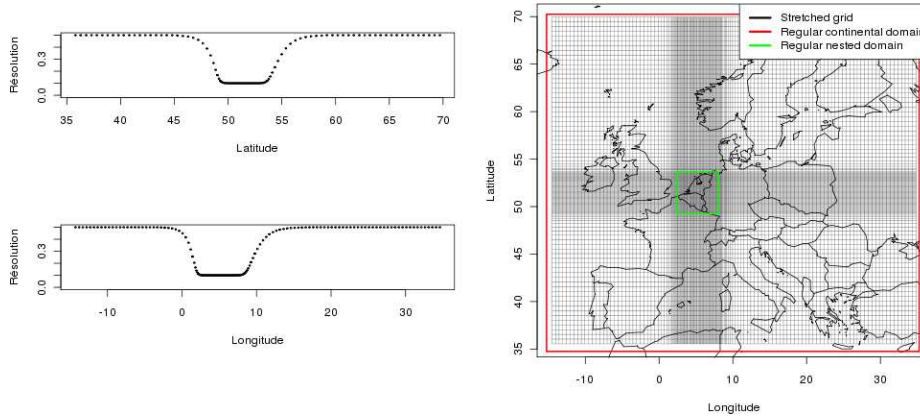 Résolution
0.0
0.3
35 40 45 50 55 60 65 70
Latitude
Résolution
0.0
0.3
-10 0 10 20 30
Longitude
Stretched grid
Regular continental domain
Regular nested domain
Latitude
70
65
60
55
50
45
40
35
-10 0 10 20 30
Longitude